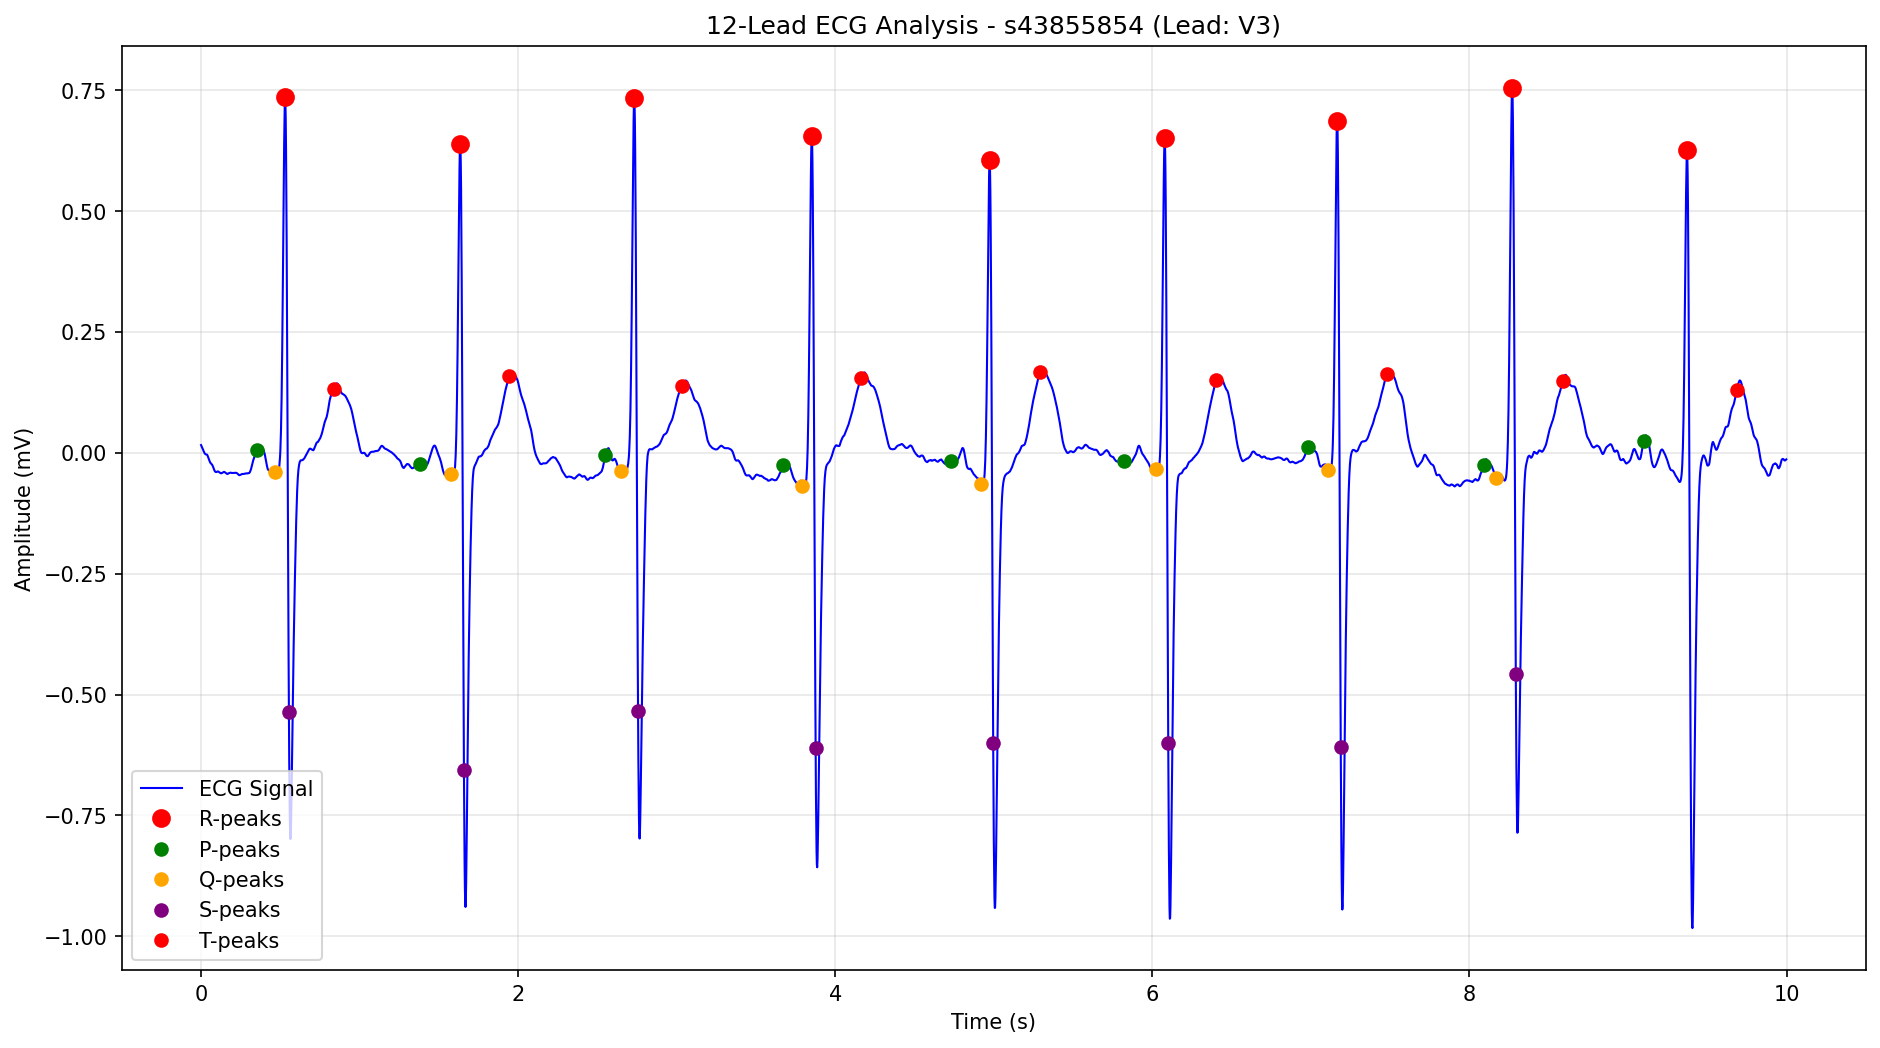 12-Lead ECG Analysis - s43855854 (Lead: V3)
Amplitude (mV)
0.75
0.50
0.25
0.00
−0.25
−0.50
−0.75
−1.00
ECG Signal
R-peaks
P-peaks
Q-peaks
S-peaks
T-peaks
0 2 4 6 8 10
Time (s)